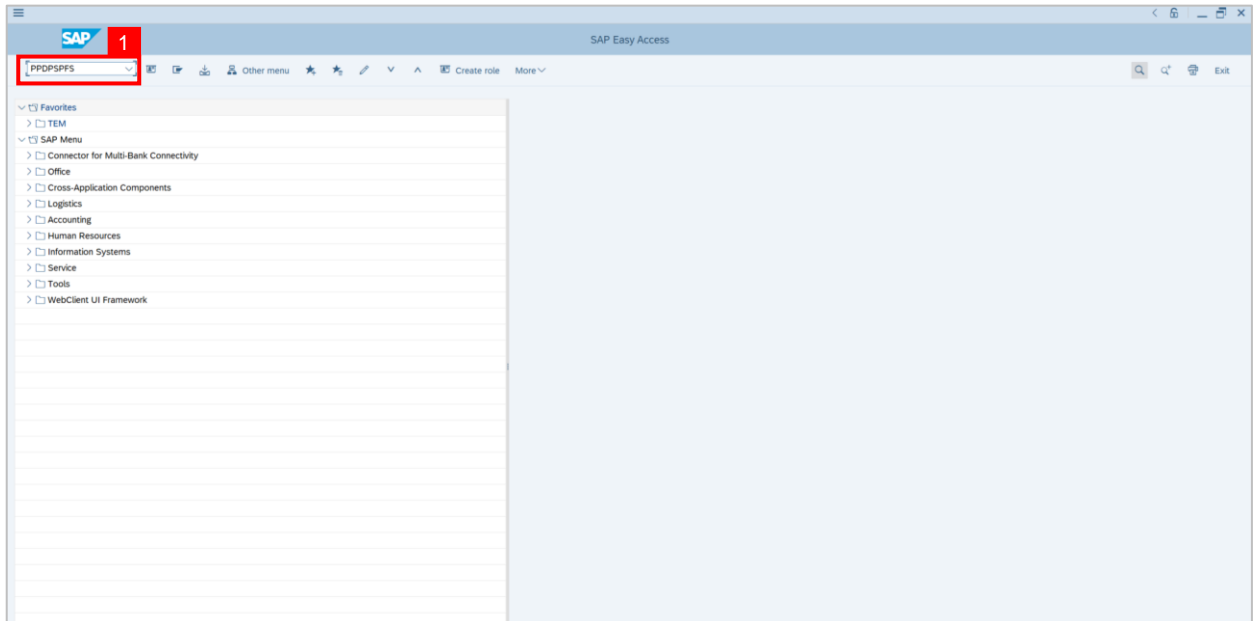 SAP
1
SAP Easy Access
PPDPSPFS
Other menu
Create role
More
Exit
Favorites
TEM
SAP Menu
Connector for Multi-Bank Connectivity
Office
Cross-Application Components
Logistics
Accounting
Human Resources
Information Systems
Service
Tools
WebClient UI Framework